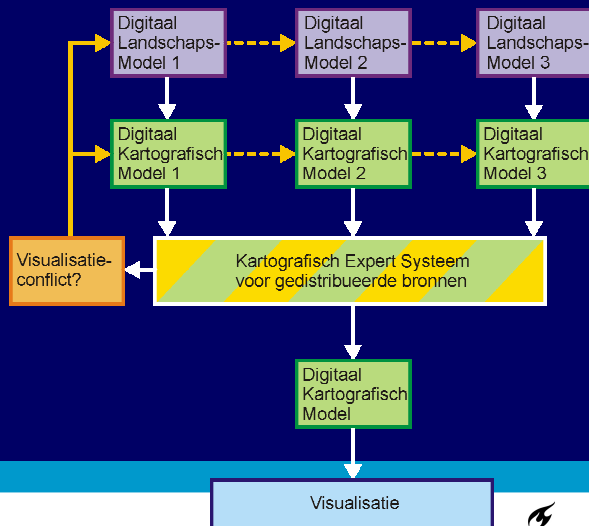 Digitaal
Landschaps-
Model 1
Digitaal
Landschaps-
Model 2
Digitaal
Landschaps-
Model 3
Digitaal
Kartografisch
Model 1
Digitaal
Kartografisch
Model 2
Digitaal
Kartografisch
Model 3
Visualisatie-
conflict?
Kartografisch Expert Systeem
voor gedistribueerde bronnen
Digitaal
Kartografisch
Model
Visualisatie